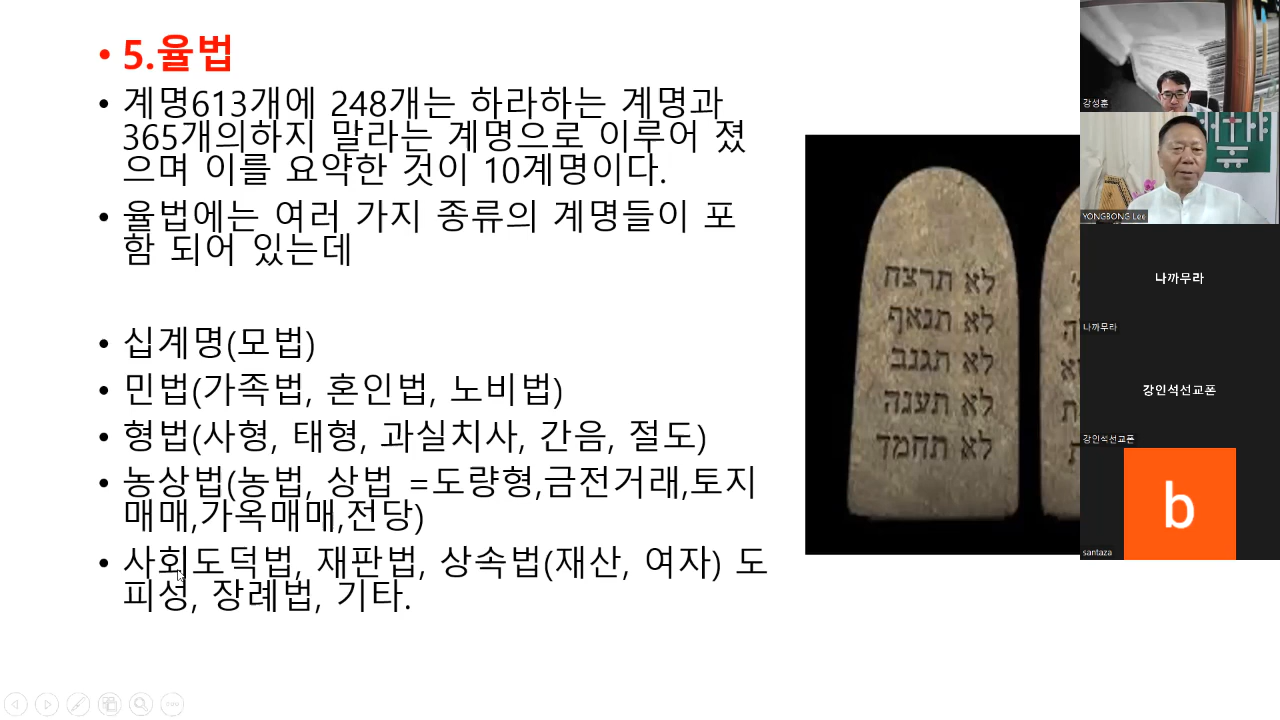 5.율법
계명613개에 248개는 하라하는 계명과
365개의하지 말라는 계명으로 이루어 졌
으며 이를 요약한 것이 10계명이다.
율법에는 여러 가지 종류의 계명들이 포
함 되어 있는데
십계명(모법)
민법(가족법, 혼인법, 노비법)
형법(사형, 태형, 과실치사, 간음, 절도)
농상법(농법, 상법 =도량형,금전거래,토지
매매,가옥매매,전당)
사회도덕법, 재판법, 상속법(재산, 여자) 도
피성, 장례법, 기타.
לא תרצח
לא תנאף
לא תגנב
לא תענה
לא תחמד
강성훈
YONGBONG Lee
나까무라
나까무라
강인석선교폰
강인석선교폰
b
santaza